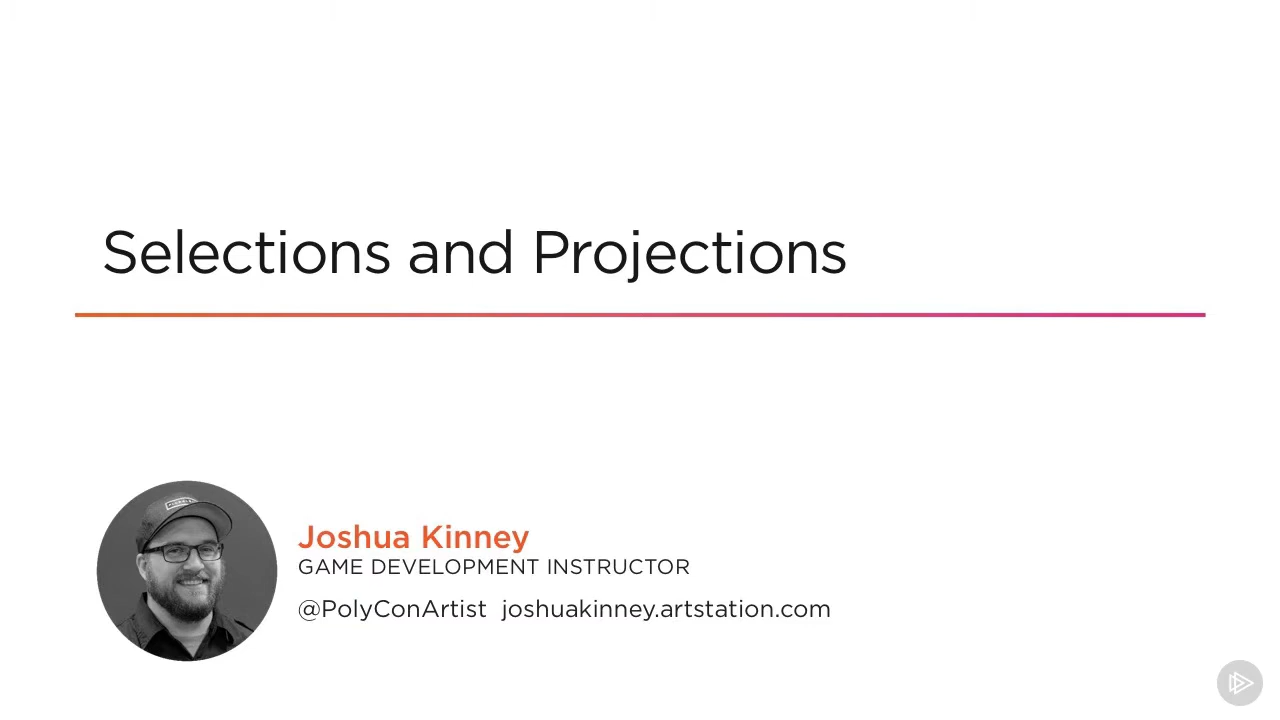 Selections and Projections
Joshua Kinney
GAME DEVELOPMENT INSTRUCTOR
@PolyConArtist joshuakinney.artstation.com